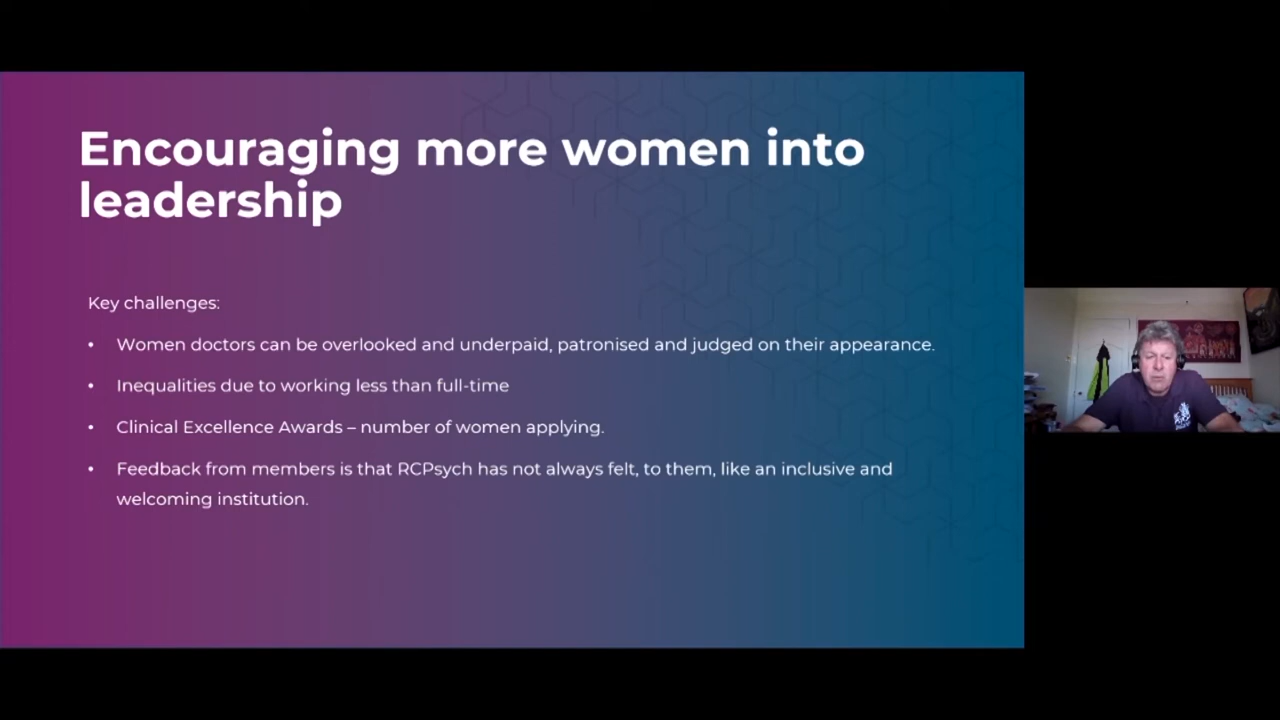 Encouraging more women into
leadership
Key challenges:
• Women doctors can be overlooked and underpaid, patronised and judged on their appearance.
• Inequalities due to working less than full-time
• Clinical Excellence Awards – number of women applying.
• Feedback from members is that RCPsych has not always felt, to them, like an inclusive and
welcoming institution.